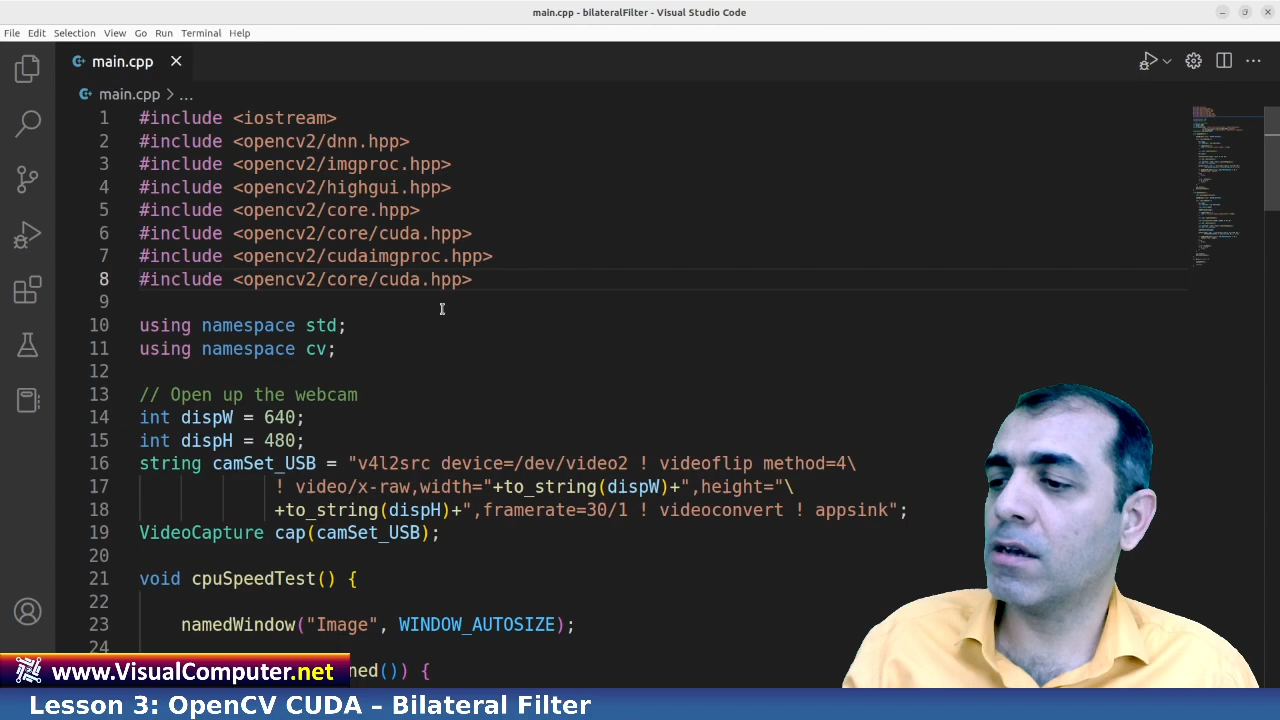 main.cpp - bilateralFilter - Visual Studio Code
File Edit Selection View Go Run Terminal Help
main.cpp
main.cpp > ...
1 #include <iostream>
2 #include <opencv2/dnn.hpp>
3 #include <opencv2/imgproc.hpp>
4 #include <opencv2/highgui.hpp>
5 #include <opencv2/core.hpp>
6 #include <opencv2/core/cuda.hpp>
7 #include <opencv2/cudaimgproc.hpp>
8 #include <opencv2/core/cuda.hpp>
9
10 using namespace std;
11 using namespace cv;
12
13 // Open up the webcam
14 int dispW = 640;
15 int dispH = 480;
16 string camSet_USB = "v4l2src device=/dev/video2 ! videoflip method=4\
17 ! video/x-raw,width="+to_string(dispW)+",height="\
18 +to_string(dispH)+",framerate=30/1 ! videoconvert ! appsink";
19 VideoCapture cap(camSet_USB);
20
21 void cpuSpeedTest() {
22
23 namedWindow("Image", WINDOW_AUTOSIZE);
24
ned()) {
www.VisualComputer.net
Lesson 3: OpenCV CUDA – Bilateral Filter